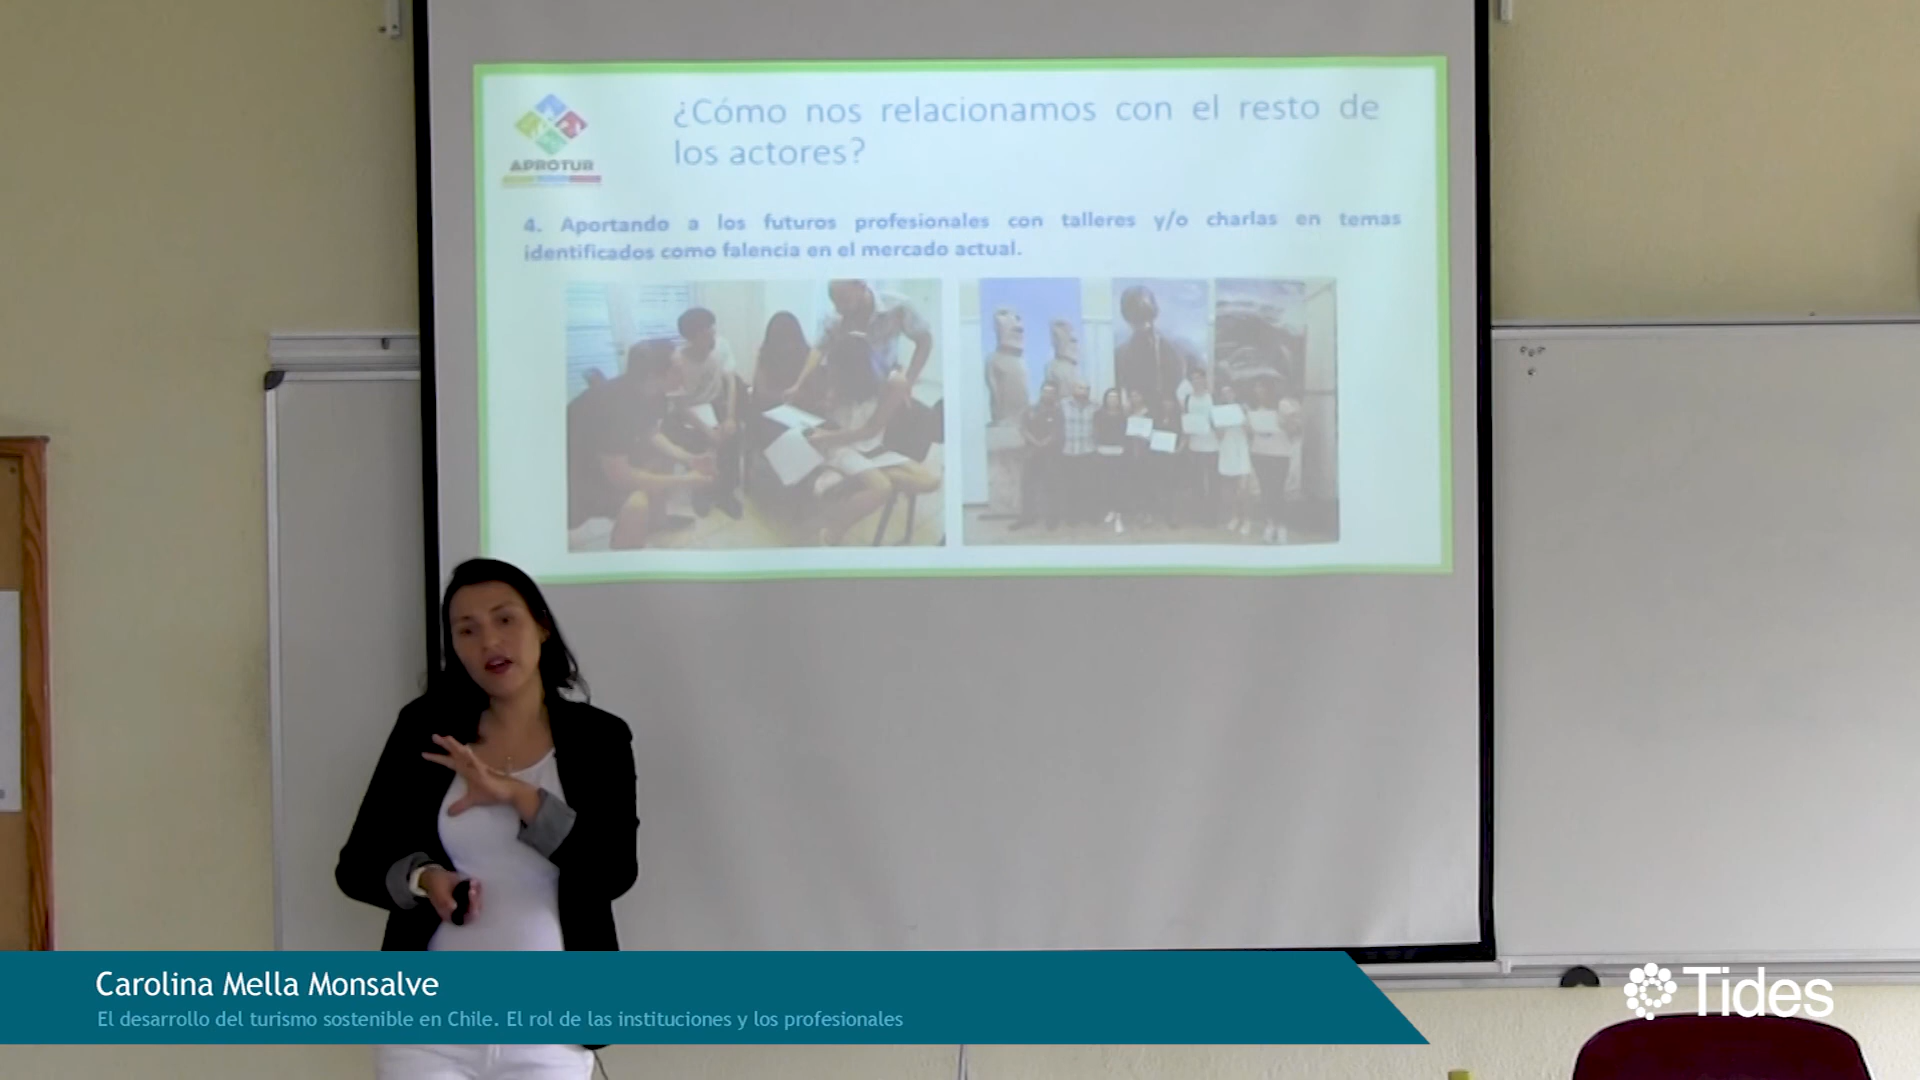 APROTUR
¿Cómo nos relacionamos con el resto de
los actores?
4. Aportando a los futuros profesionales con talleres y/o charlas en temas
identificados como falencia en el mercado actual.
Carolina Mella Monsalve
El desarrollo del turismo sostenible en Chile. El rol de las instituciones y los profesionales
Tides